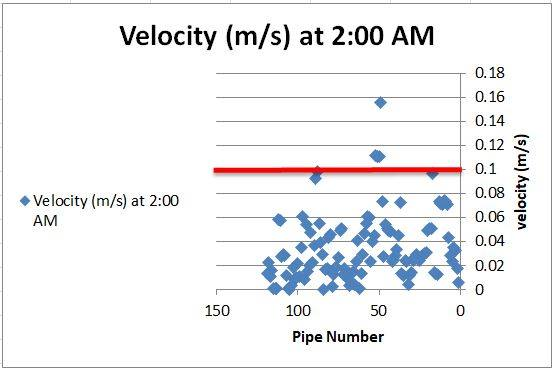 Velocity (m/s) at 2:00 AM
0.18
0.16
0.14
0.12
0.1
0.08
0.06
0.04
0.02
0
velocity (m/s)
Velocity (m/s) at 2:00
AM
150 100 50 0
Pipe Number